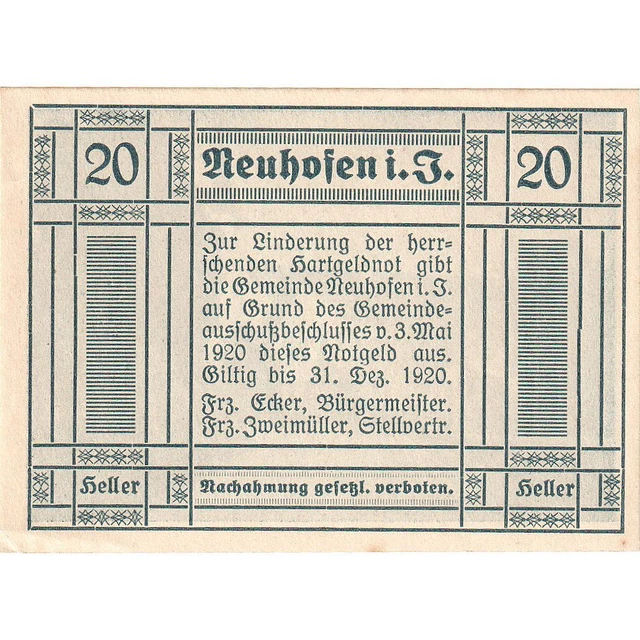 20 Neuhofen i. J. 20
Zur Linderung der herr-
schenden Hartgeldnot gibt
die Gemeinde Neuhofen i. J.
auf Grund des Gemeinde-
ausschußbeschlusses v. 3. Mai
1920 dieses Notgeld aus.
Giltig bis 31. Dez. 1920.
Frz. Ecker, Bürgermeister.
Frz. Zweimüller, Stellvertr.
Heller Nachahmung gesetzl. verboten. Heller